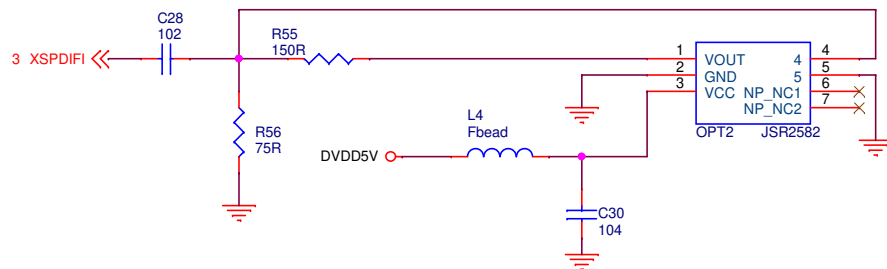 C28
102
3 XSPDIFI
R55
150R
1
VOUT
4
4
2
GND
5
5
3
VCC
NP_NC1
6
NP_NC2
7
OPT2
JSR2582
R56
75R
L4
Fbead
DVDD5V
C30
104